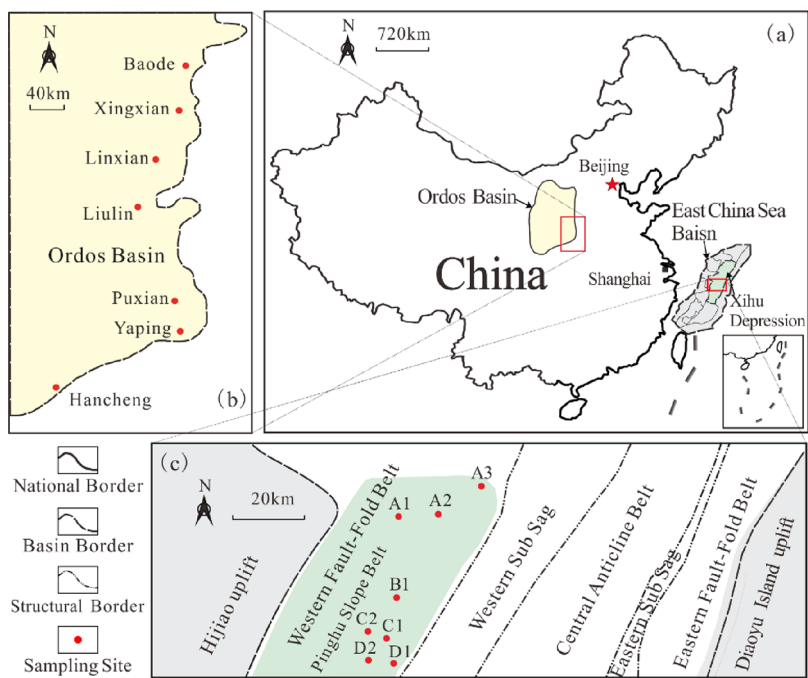 (b)
N
40km
Baode
Xingxian
Linxian
Liulin
Ordos Basin
Puxian
Yaping
Hancheng
(a)
N
720km
Beijing
Ordos Basin
East China Sea
Baisn
China
Shanghai
Xihu
Depression
National Border
Basin Border
Structural Border
Sampling Site
(c)
N
20km
Hijiao uplift
Western Fault-Fold Belt
Pinghu Slope Belt
A3
A1
A2
B1
C2
C1
D2
D1
Western Sub Sag
Central Anticline Belt
Eastern Sub Sag
Eastern Fault-Fold Belt
Diaoyu Island uplift